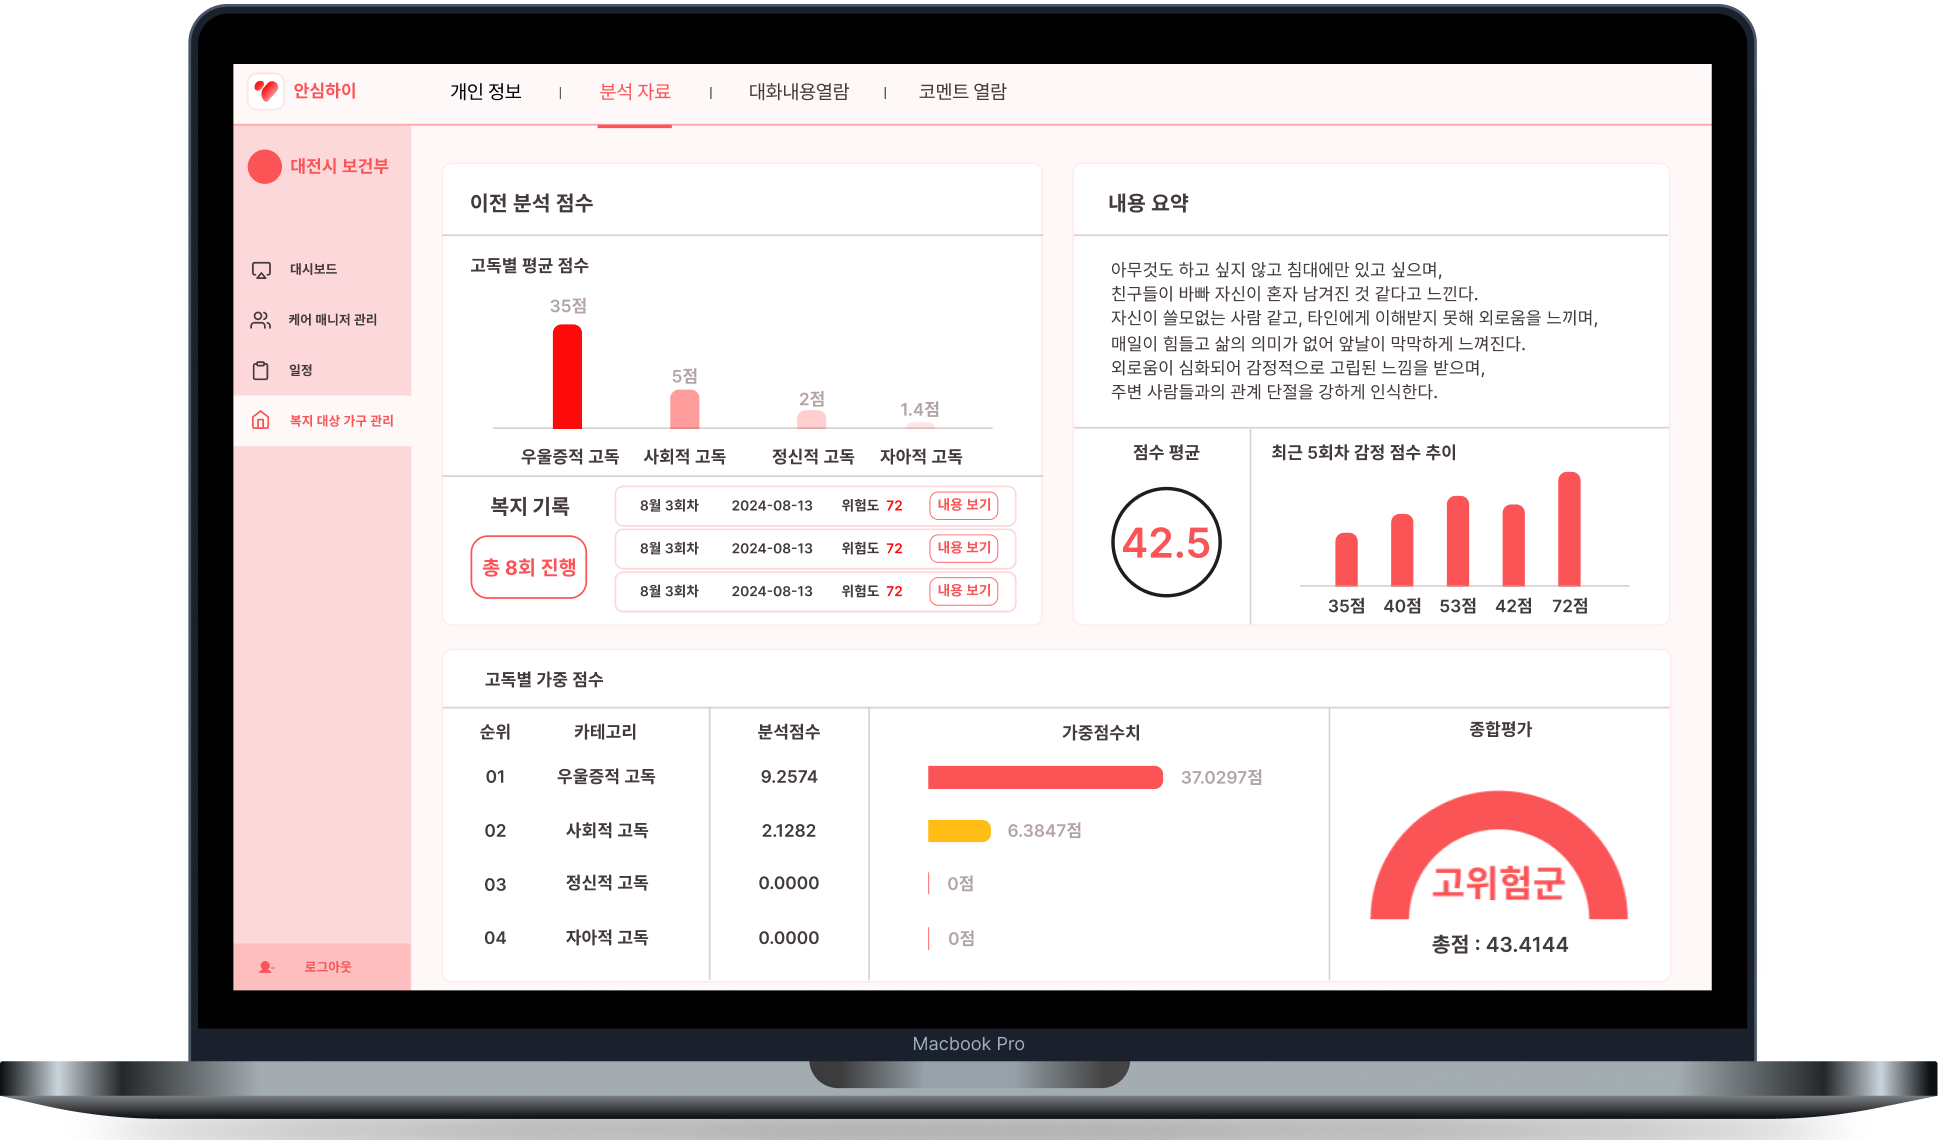 안심하이
개인 정보 | 분석 자료 | 대화내용열람 | 코멘트 열람
대전시 보건부
대시보드
케어 매니저 관리
일정
복지 대상 가구 관리
로그아웃
이전 분석 점수
고독별 평균 점수
35점
5점
2점
1.4점
우울증적 고독 사회적 고독 정신적 고독 자아적 고독
복지 기록
총 8회 진행
8월 3회차 2024-08-13 위험도 72 내용 보기
8월 3회차 2024-08-13 위험도 72 내용 보기
8월 3회차 2024-08-13 위험도 72 내용 보기
내용 요약
아무것도 하고 싶지 않고 침대에만 있고 싶으며,
친구들이 바빠 자신이 혼자 남겨진 것 같다고 느낀다.
자신이 쓸모없는 사람 같고, 타인에게 이해받지 못해 외로움을 느끼며,
매일이 힘들고 삶의 의미가 없어 앞날이 막막하게 느껴진다.
외로움이 심화되어 감정적으로 고립된 느낌을 받으며,
주변 사람들과의 관계 단절을 강하게 인식한다.
점수 평균
42.5
최근 5회차 감정 점수 추이
35점 40점 53점 42점 72점
고독별 가중 점수
순위 카테고리 분석점수 가중점수치
01 우울증적 고독 9.2574 37.0297점
02 사회적 고독 2.1282 6.3847점
03 정신적 고독 0.0000 0점
04 자아적 고독 0.0000 0점
종합평가
고위험군
총점 : 43.4144
Macbook Pro